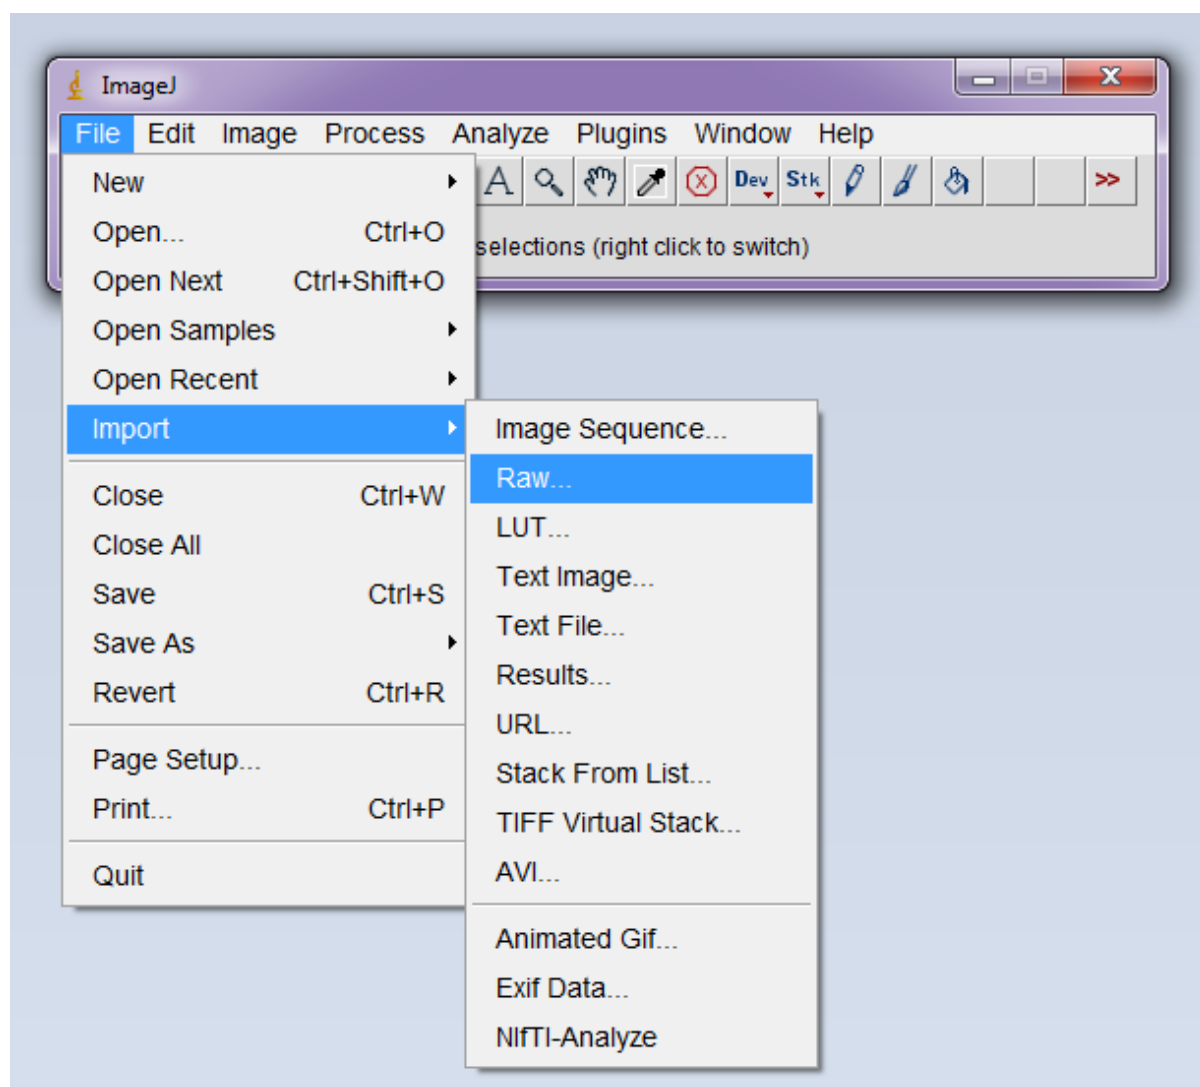 ImageJ
File Edit Image Process Analyze Plugins Window Help
A Dev Stk >>
selections (right click to switch)
New
Open... Ctrl+O
Open Next Ctrl+Shift+O
Open Samples
Open Recent
Import
Close Ctrl+W
Close All
Save Ctrl+S
Save As
Revert Ctrl+R
Page Setup...
Print... Ctrl+P
Quit
Image Sequence...
Raw...
LUT...
Text Image...
Text File...
Results...
URL...
Stack From List...
TIFF Virtual Stack...
AVI...
Animated Gif...
Exif Data...
NIfTI-Analyze